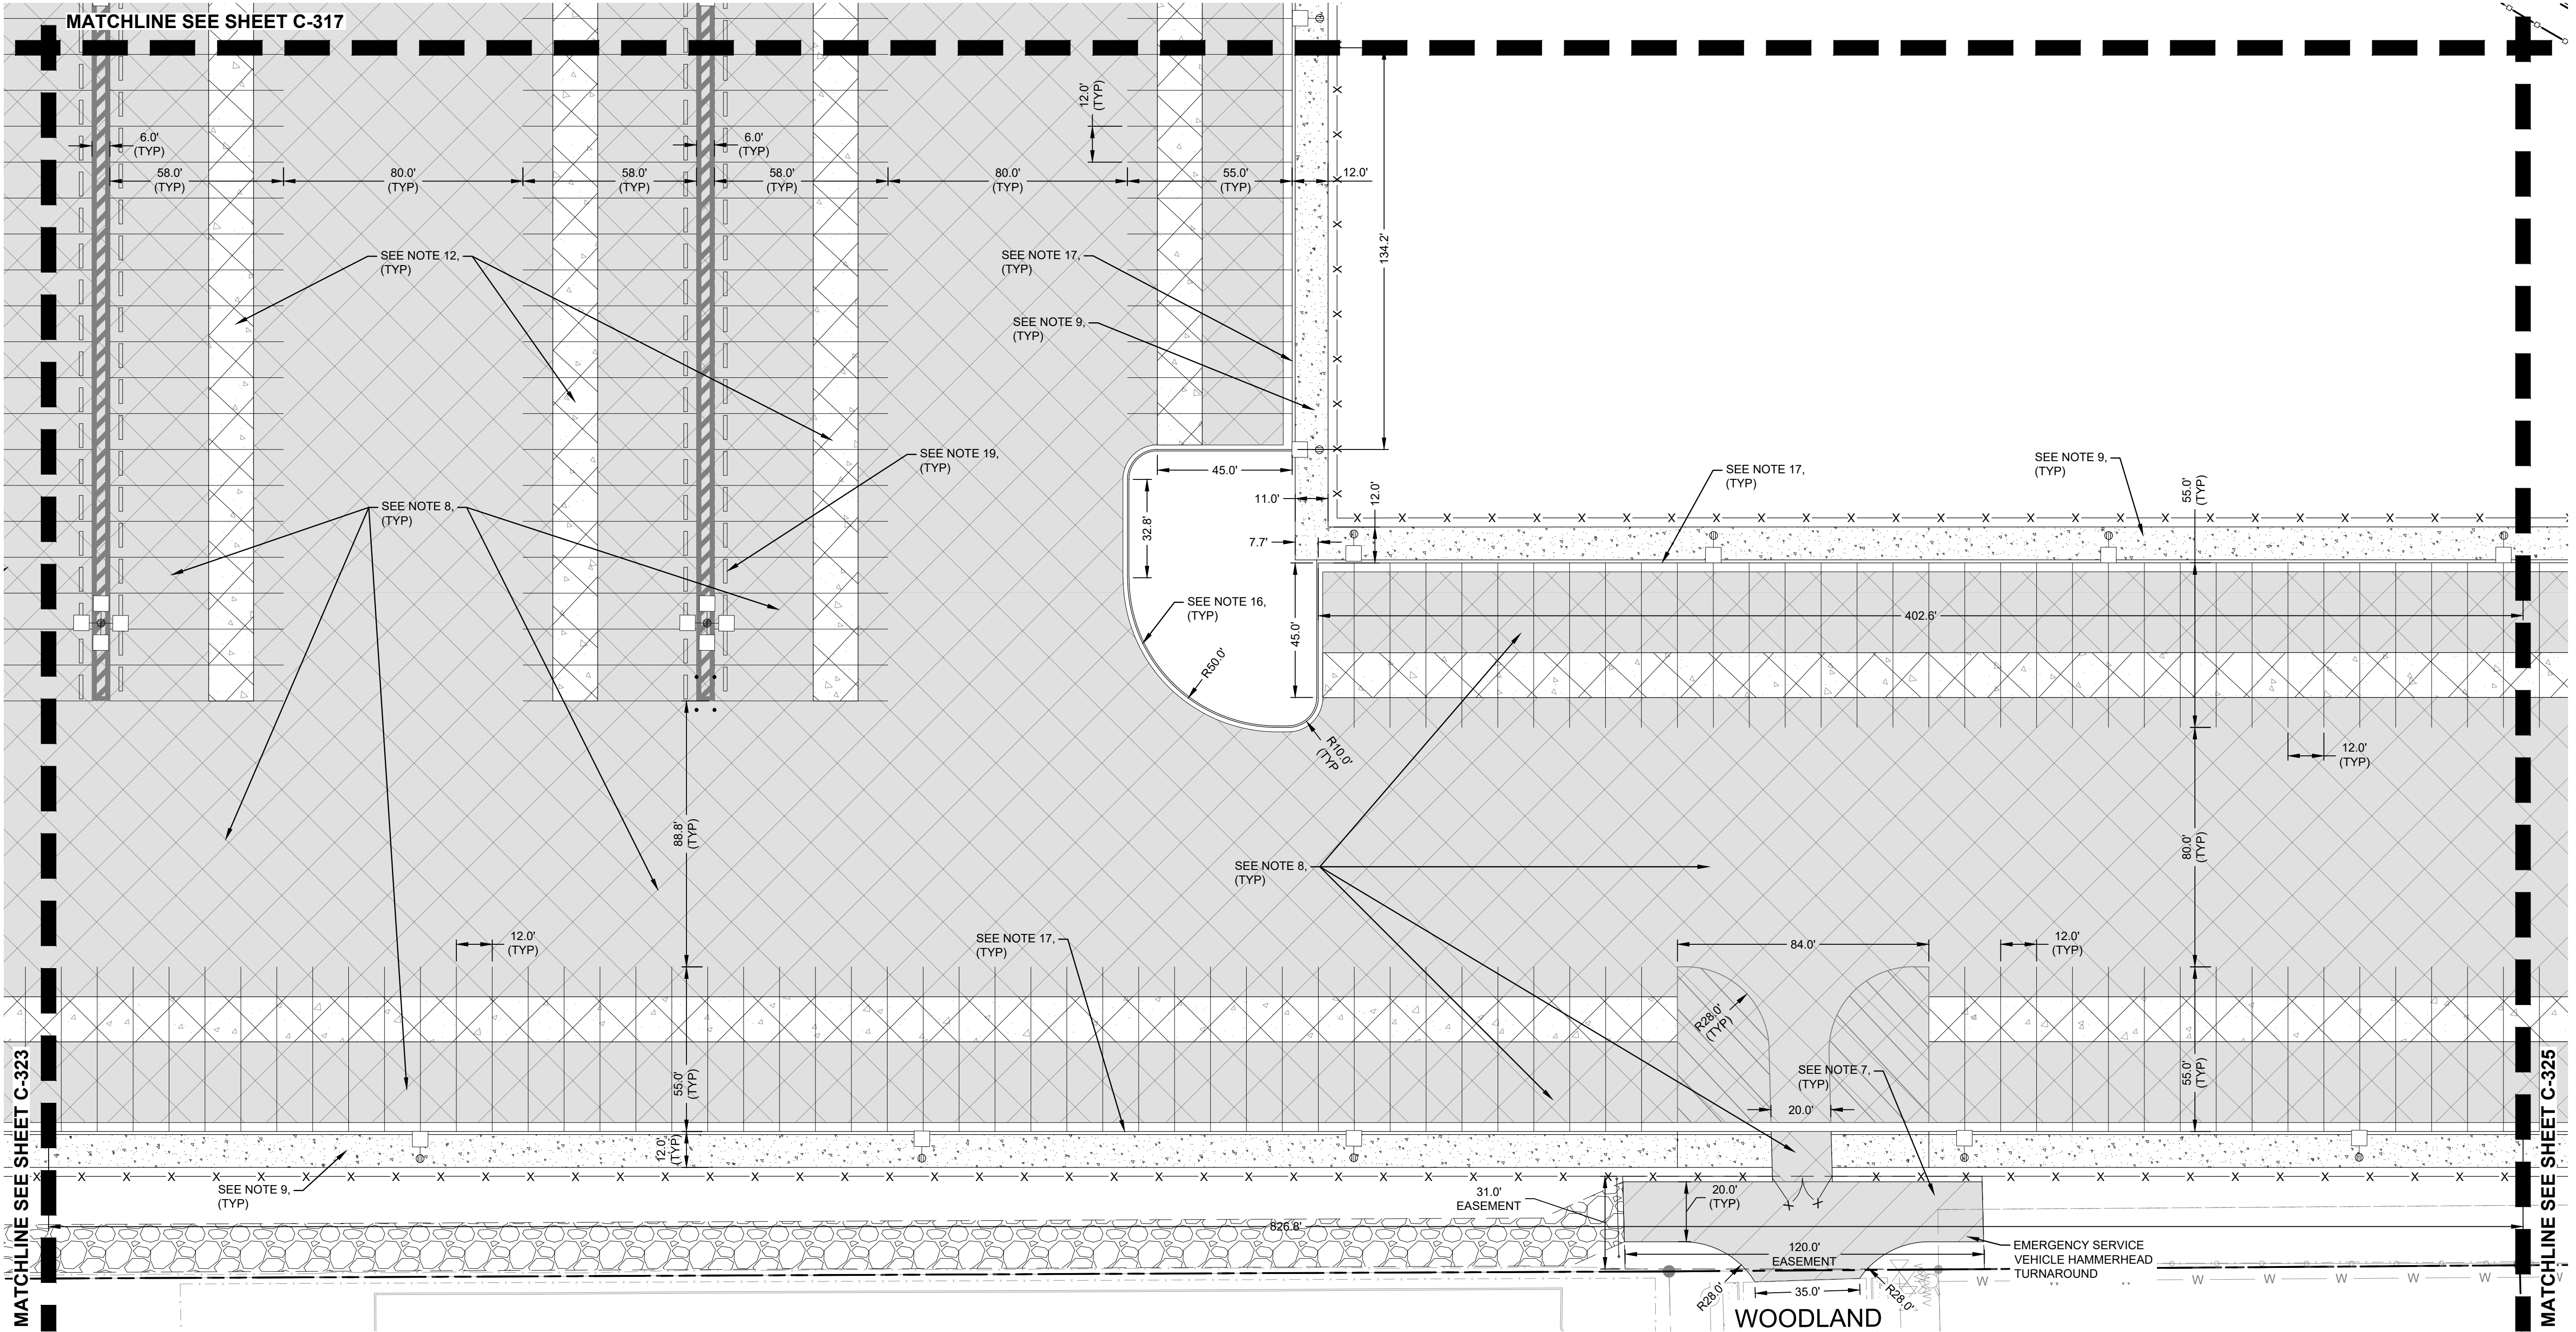 MATCHLINE SEE SHEET C-317
6.0'
(TYP)
6.0'
(TYP)
12.0'
(TYP)
58.0'
(TYP)
80.0'
(TYP)
58.0'
(TYP)
58.0'
(TYP)
80.0'
(TYP)
55.0'
(TYP)
12.0'
134.2'
SEE NOTE 12,
(TYP)
SEE NOTE 17,
(TYP)
SEE NOTE 9,
(TYP)
SEE NOTE 19,
(TYP)
45.0'
SEE NOTE 17,
(TYP)
SEE NOTE 9,
(TYP)
SEE NOTE 8,
(TYP)
32.8'
11.0'
12.0'
55.0'
(TYP)
7.7'
SEE NOTE 16,
(TYP)
45.0'
402.6'
R50.0'
R10.0'
(TYP
12.0'
(TYP)
88.8'
(TYP)
80.0'
(TYP)
SEE NOTE 8,
(TYP)
12.0'
(TYP)
SEE NOTE 17,
(TYP)
84.0'
12.0'
(TYP)
R28.0'
(TYP)
55.0'
(TYP)
SEE NOTE 7,
(TYP)
55.0'
(TYP)
20.0'
12.0'
(TYP)
SEE NOTE 9,
(TYP)
31.0'
EASEMENT
20.0'
(TYP)
826.8'
120.0'
EASEMENT
EMERGENCY SERVICE
VEHICLE HAMMERHEAD
TURNAROUND
R28.0'
35.0'
R28.0'
WOODLAND
MATCHLINE SEE SHEET C-323
MATCHLINE SEE SHEET C-325